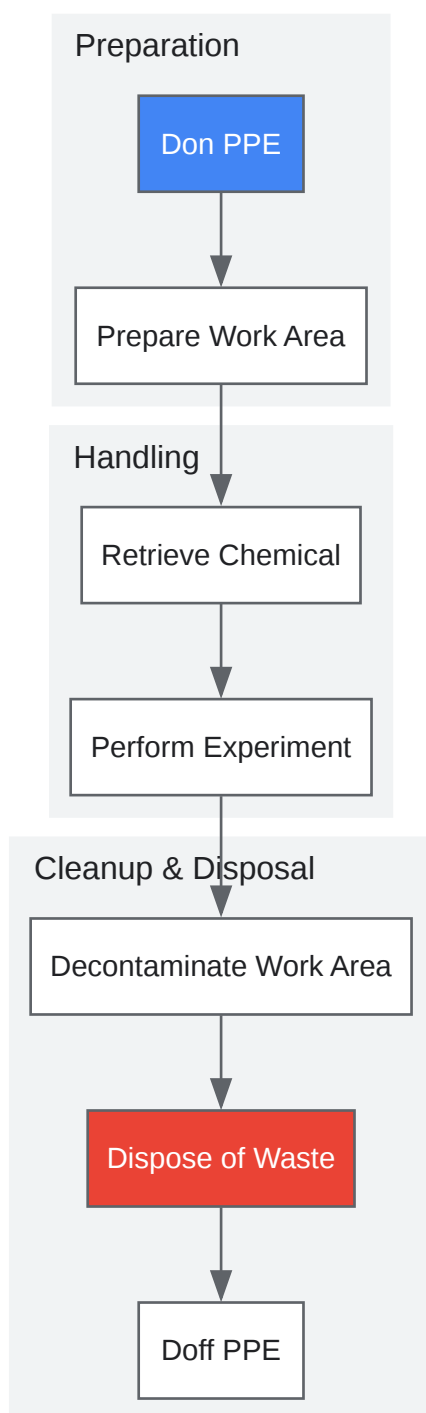 Preparation
Don PPE
Prepare Work Area
Handling
Retrieve Chemical
Perform Experiment
Cleanup & Disposal
Decontaminate Work Area
Dispose of Waste
Doff PPE